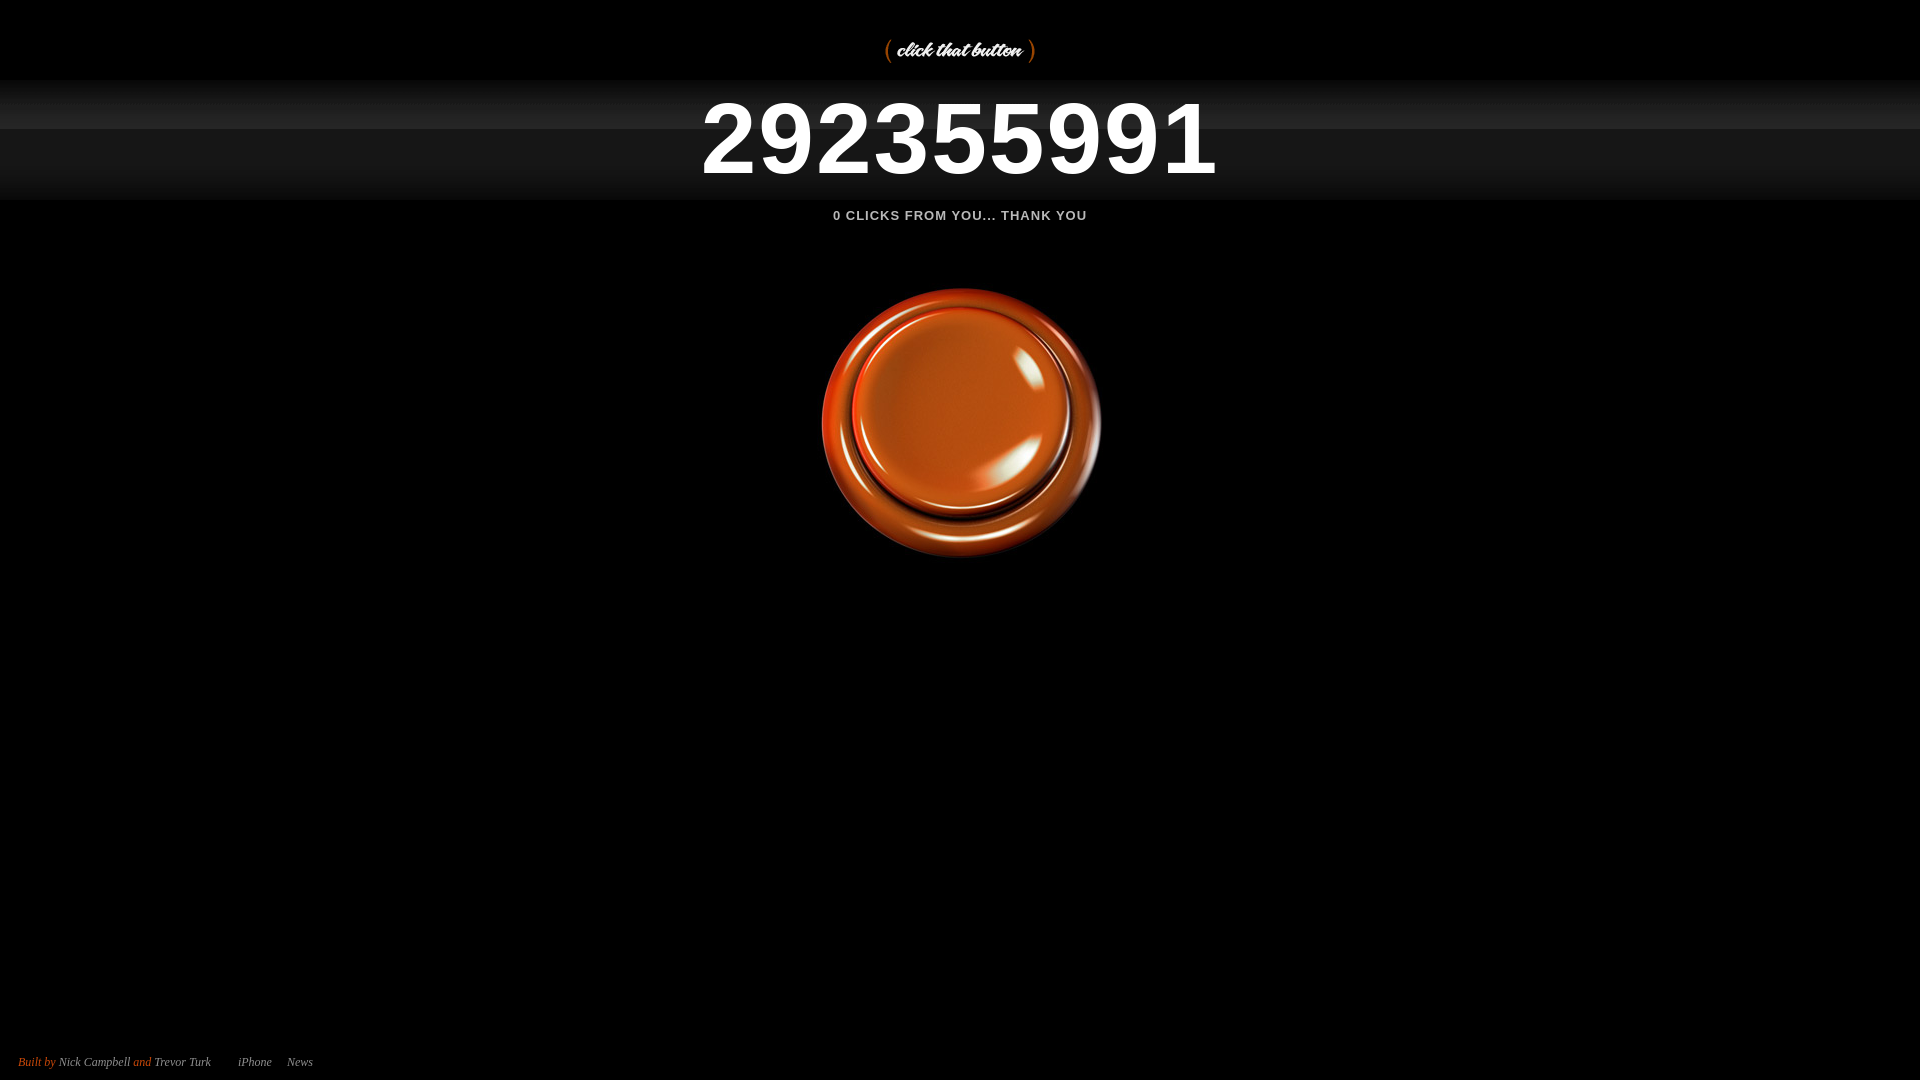 ( click that button )
292355991
0 CLICKS FROM YOU... THANK YOU
Built by Nick Campbell and Trevor Turk iPhone News